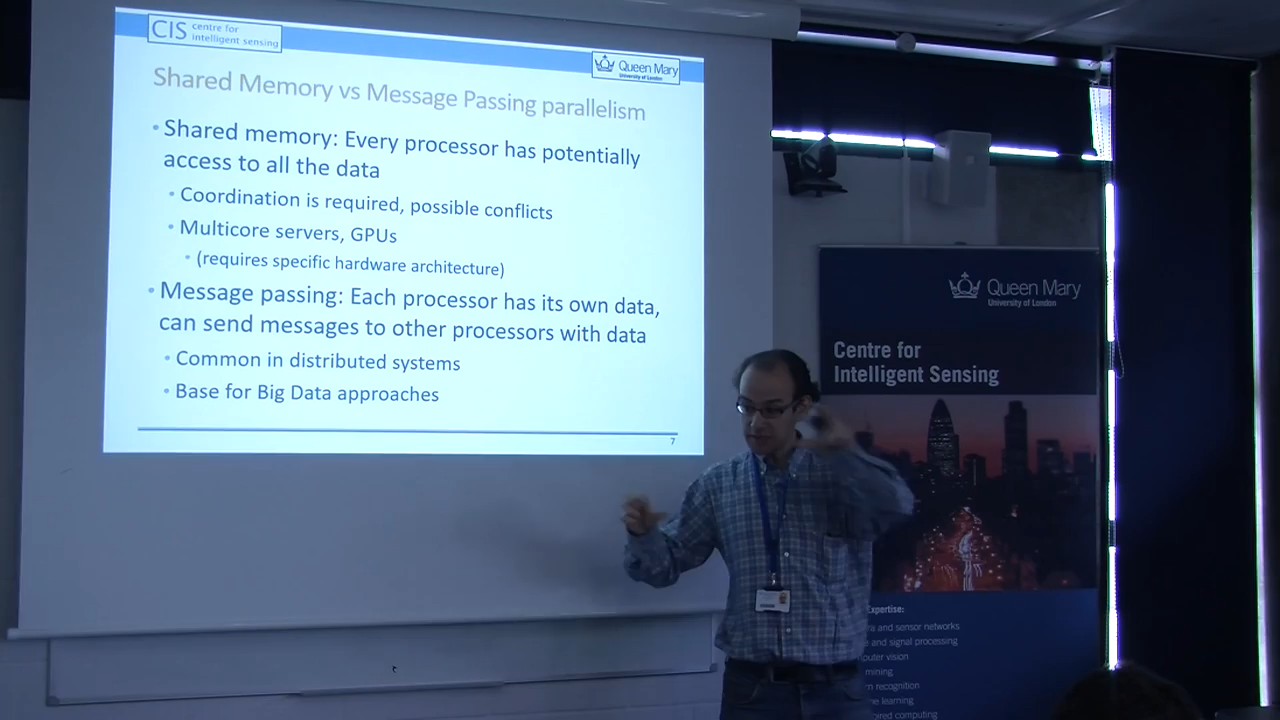 CIS centre for
intelligent sensing
Queen Mary
University of London
Shared Memory vs Message Passing parallelism
• Shared memory: Every processor has potentially
access to all the data
• Coordination is required, possible conflicts
• Multicore servers, GPUs
• (requires specific hardware architecture)
• Message passing: Each processor has its own data,
can send messages to other processors with data
• Common in distributed systems
• Base for Big Data approaches
7
Queen Mary
University of London
Centre for
Intelligent Sensing
Expertise:
and sensor networks
and signal processing
vision
mining
recognition
learning
computing